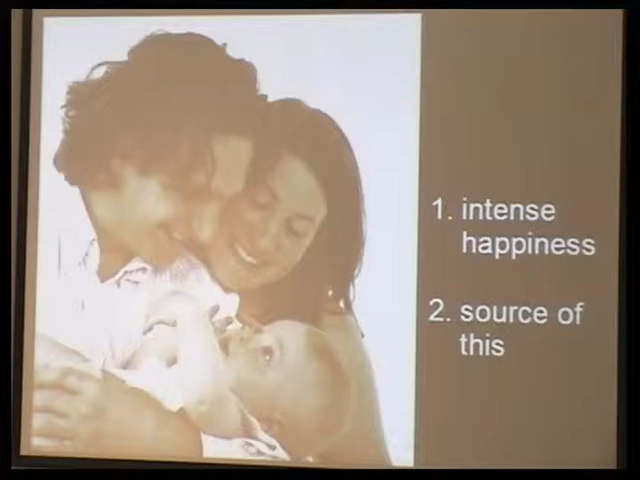 1. intense
happiness
2. source of
this